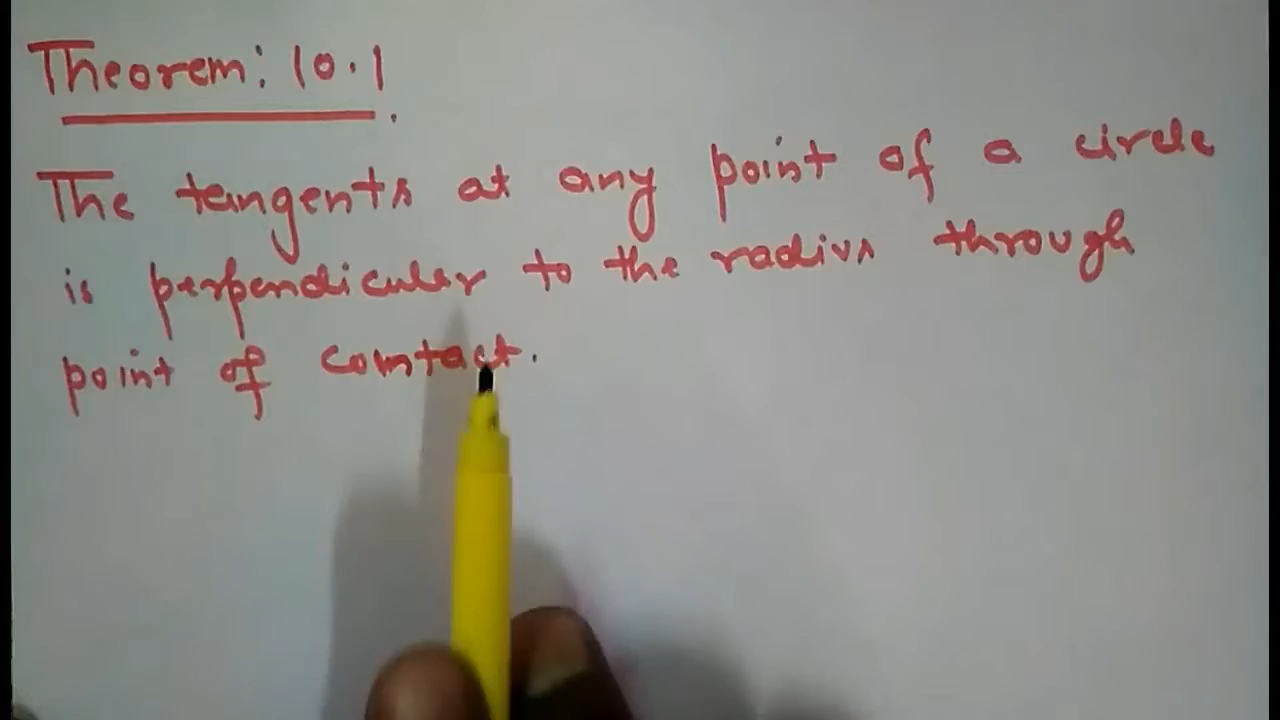 Theorem: 10.1.
The tangents at any point of a circle
is perpendicular to the radius through
point of contact.